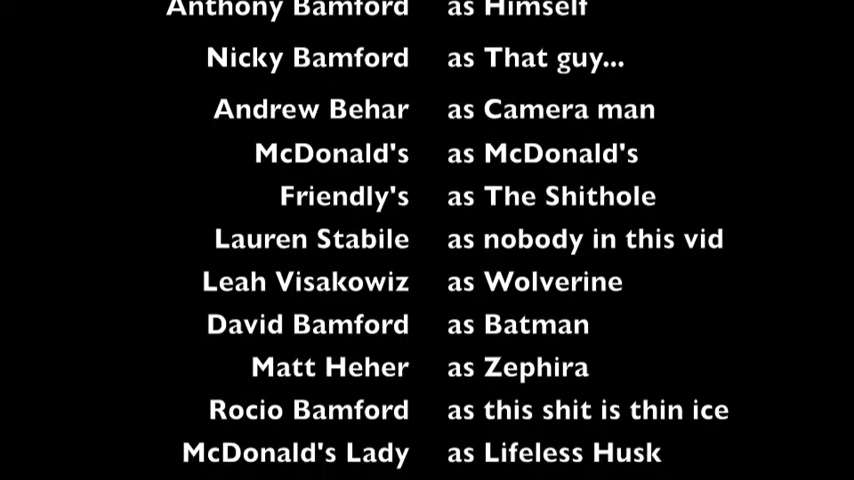 Anthony Bamford as Himself
Nicky Bamford as That guy...
Andrew Behar as Camera man
McDonald's as McDonald's
Friendly's as The Shithole
Lauren Stabile as nobody in this vid
Leah Visakowiz as Wolverine
David Bamford as Batman
Matt Heher as Zephira
Rocio Bamford as this shit is thin ice
McDonald's Lady as Lifeless Husk